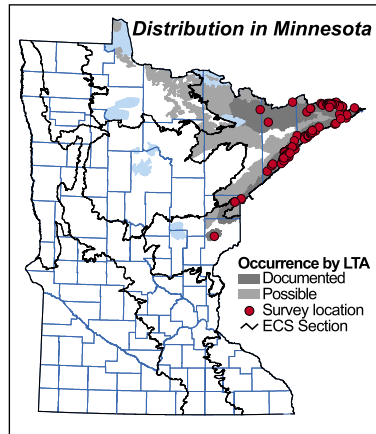 Distribution in Minnesota
Occurrence by LTA
Documented
Possible
Survey location
ECS Section